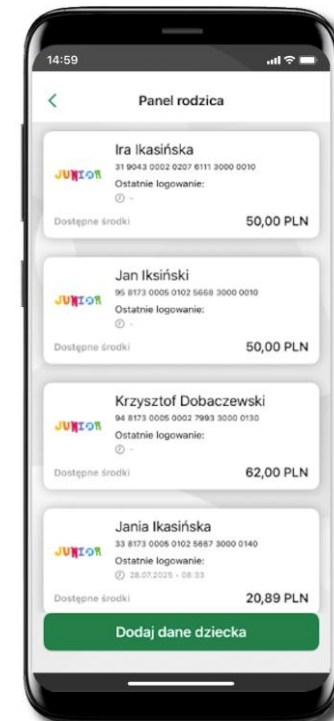 14:59
Panel rodzica
Ira Ikasińska
JUNIOR
31 9043 0002 0207 6111 3000 0010
Ostatnie logowanie:
-
Dostępne środki 50,00 PLN
Jan Iksiński
JUNIOR
95 8173 0005 0102 5668 3000 0010
Ostatnie logowanie:
-
Dostępne środki 50,00 PLN
Krzysztof Dobaczewski
JUNIOR
94 8173 0005 0002 7993 3000 0130
Ostatnie logowanie:
-
Dostępne środki 62,00 PLN
Jania Ikasińska
JUNIOR
33 8173 0005 0102 5667 3000 0140
Ostatnie logowanie:
28.07.2025 - 08:33
Dostępne środki 20,89 PLN
Dodaj dane dziecka